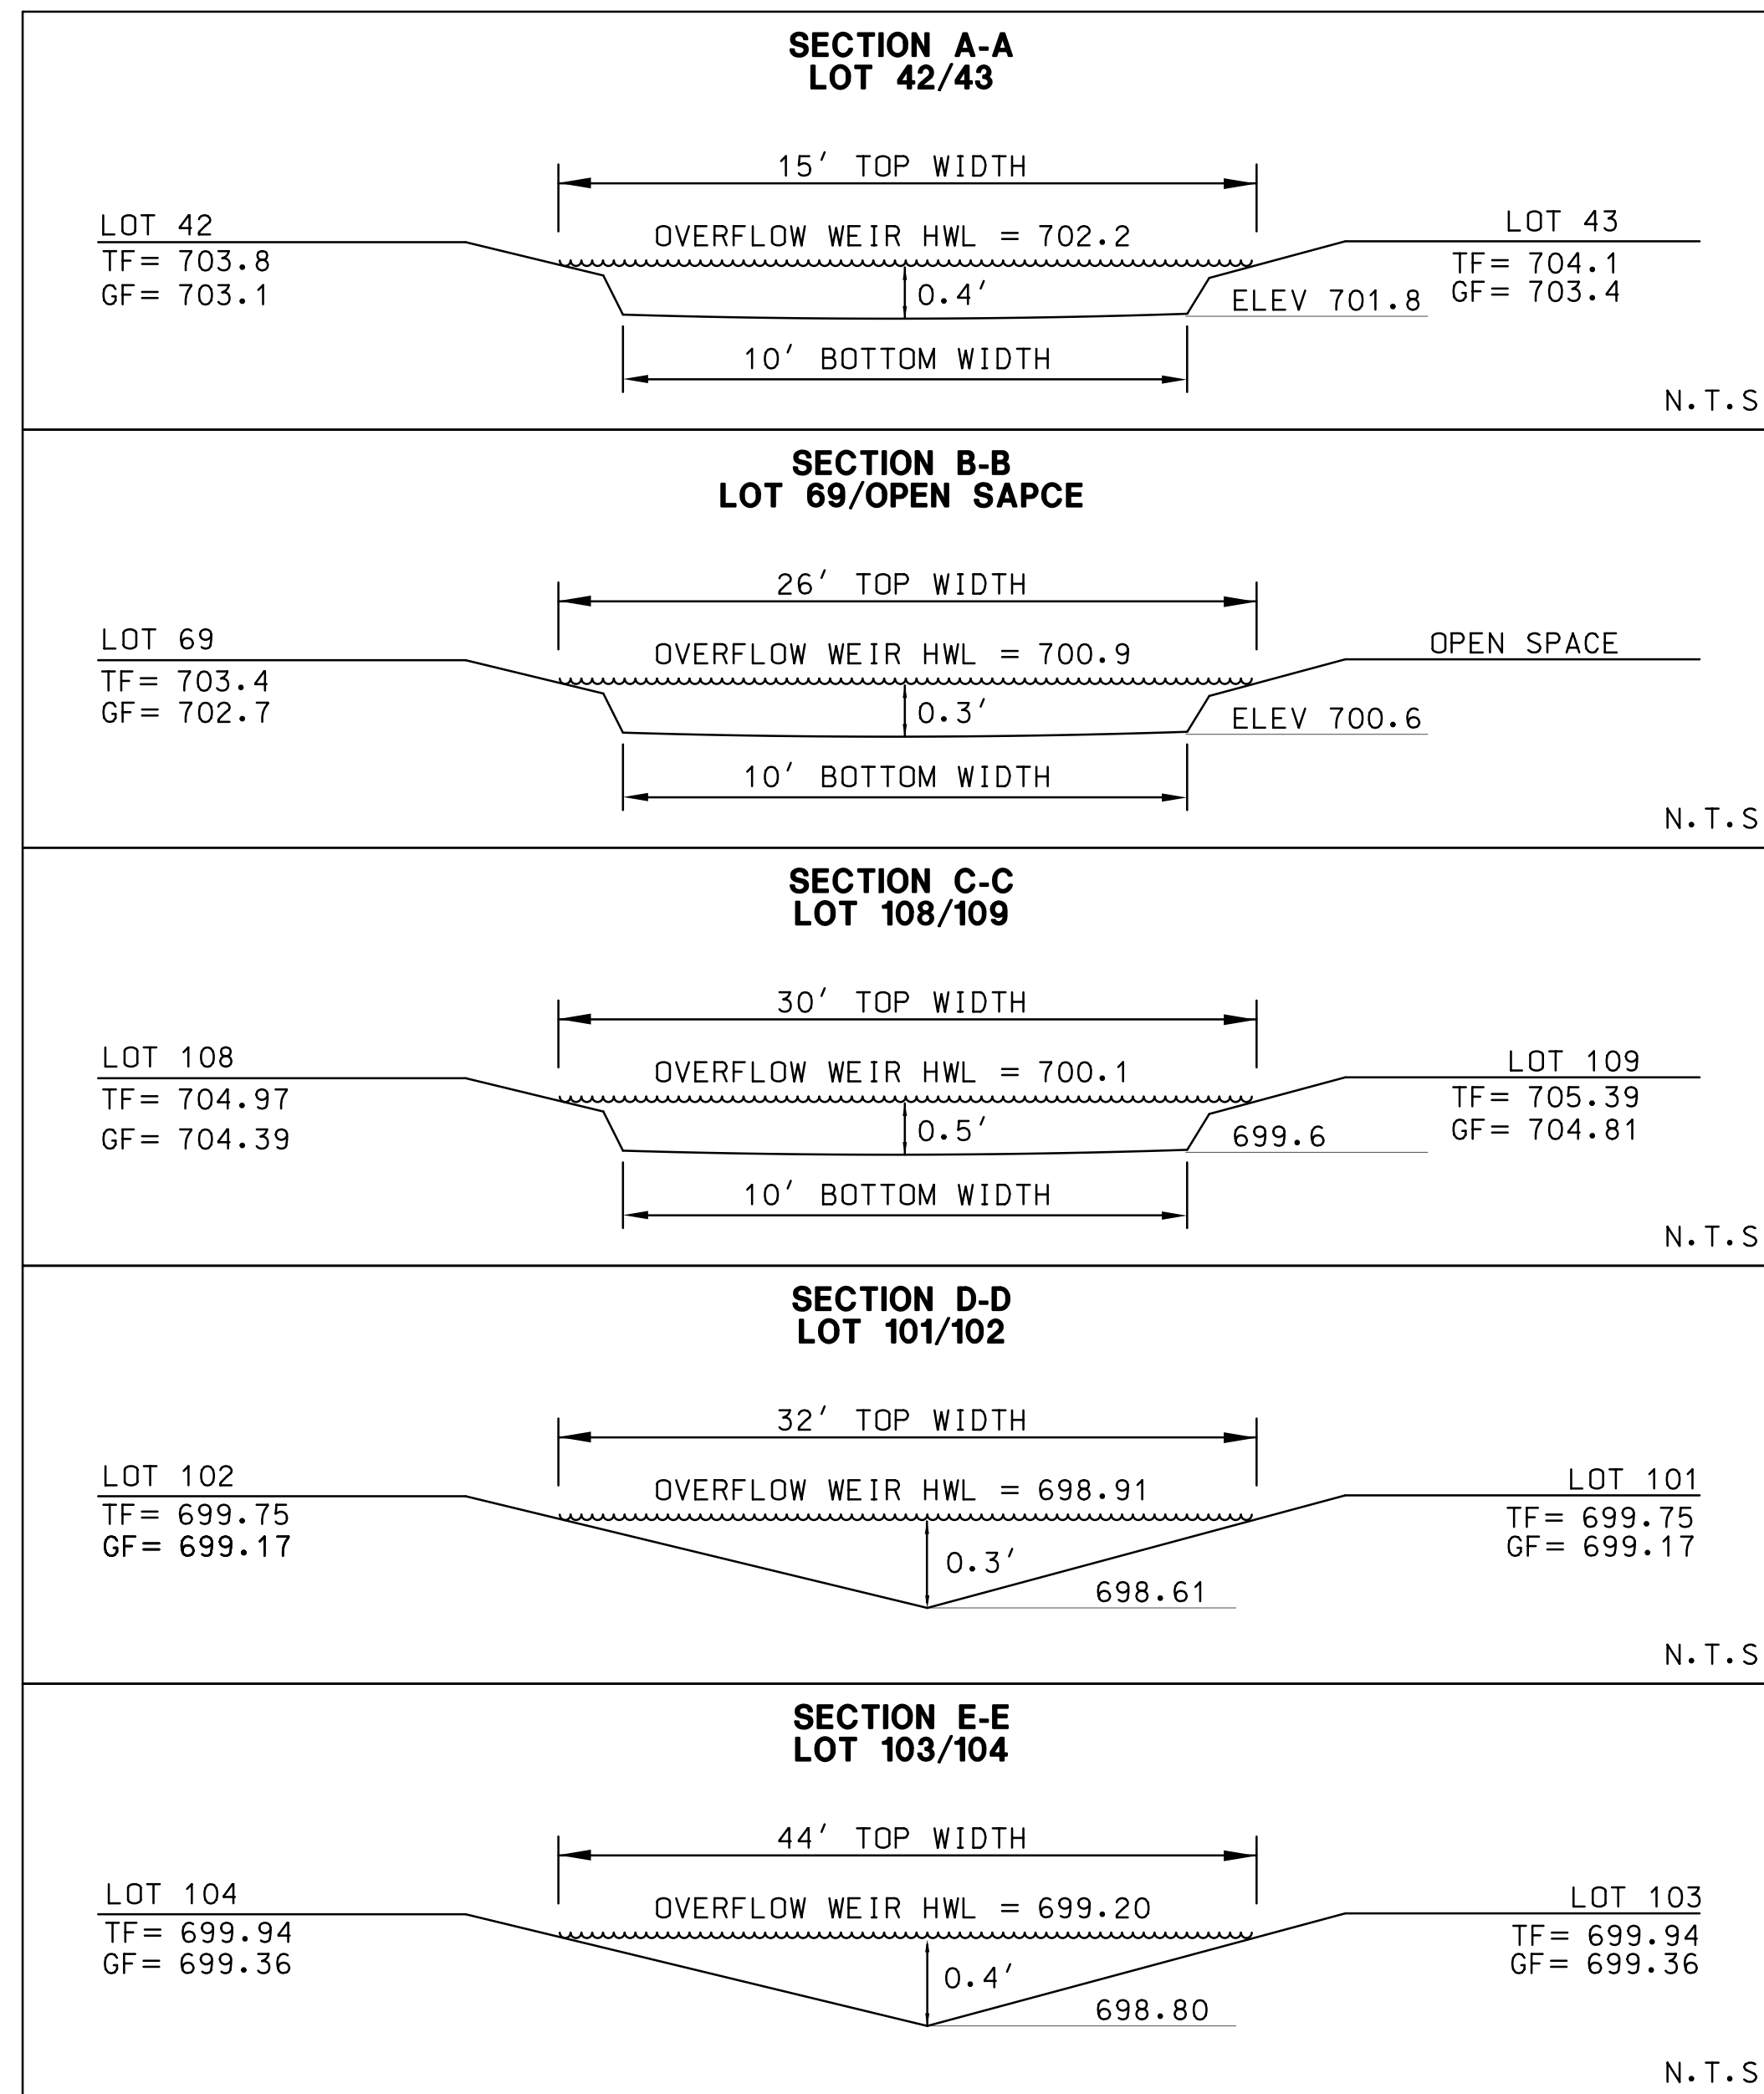 SECTION A-A
LOT 42/43
15' TOP WIDTH
LOT 42
OVERFLOW WEIR HWL = 702.2
LOT 43
TF= 703.8
TF= 704.1
GF= 703.1
0.4'
ELEV 701.8
GF= 703.4
10' BOTTOM WIDTH
N.T.S
SECTION B-B
LOT 69/OPEN SAPCE
26' TOP WIDTH
LOT 69
OVERFLOW WEIR HWL = 700.9
OPEN SPACE
TF= 703.4
GF= 702.7
0.3'
ELEV 700.6
10' BOTTOM WIDTH
N.T.S
SECTION C-C
LOT 108/109
30' TOP WIDTH
LOT 108
OVERFLOW WEIR HWL = 700.1
LOT 109
TF= 704.97
TF= 705.39
GF= 704.39
0.5'
699.6
GF= 704.81
10' BOTTOM WIDTH
N.T.S
SECTION D-D
LOT 101/102
32' TOP WIDTH
LOT 102
OVERFLOW WEIR HWL = 698.91
LOT 101
TF= 699.75
TF= 699.75
GF= 699.17
GF= 699.17
0.3'
698.61
N.T.S
SECTION E-E
LOT 103/104
44' TOP WIDTH
LOT 104
OVERFLOW WEIR HWL = 699.20
LOT 103
TF= 699.94
TF= 699.94
GF= 699.36
GF= 699.36
0.4'
698.80
N.T.S